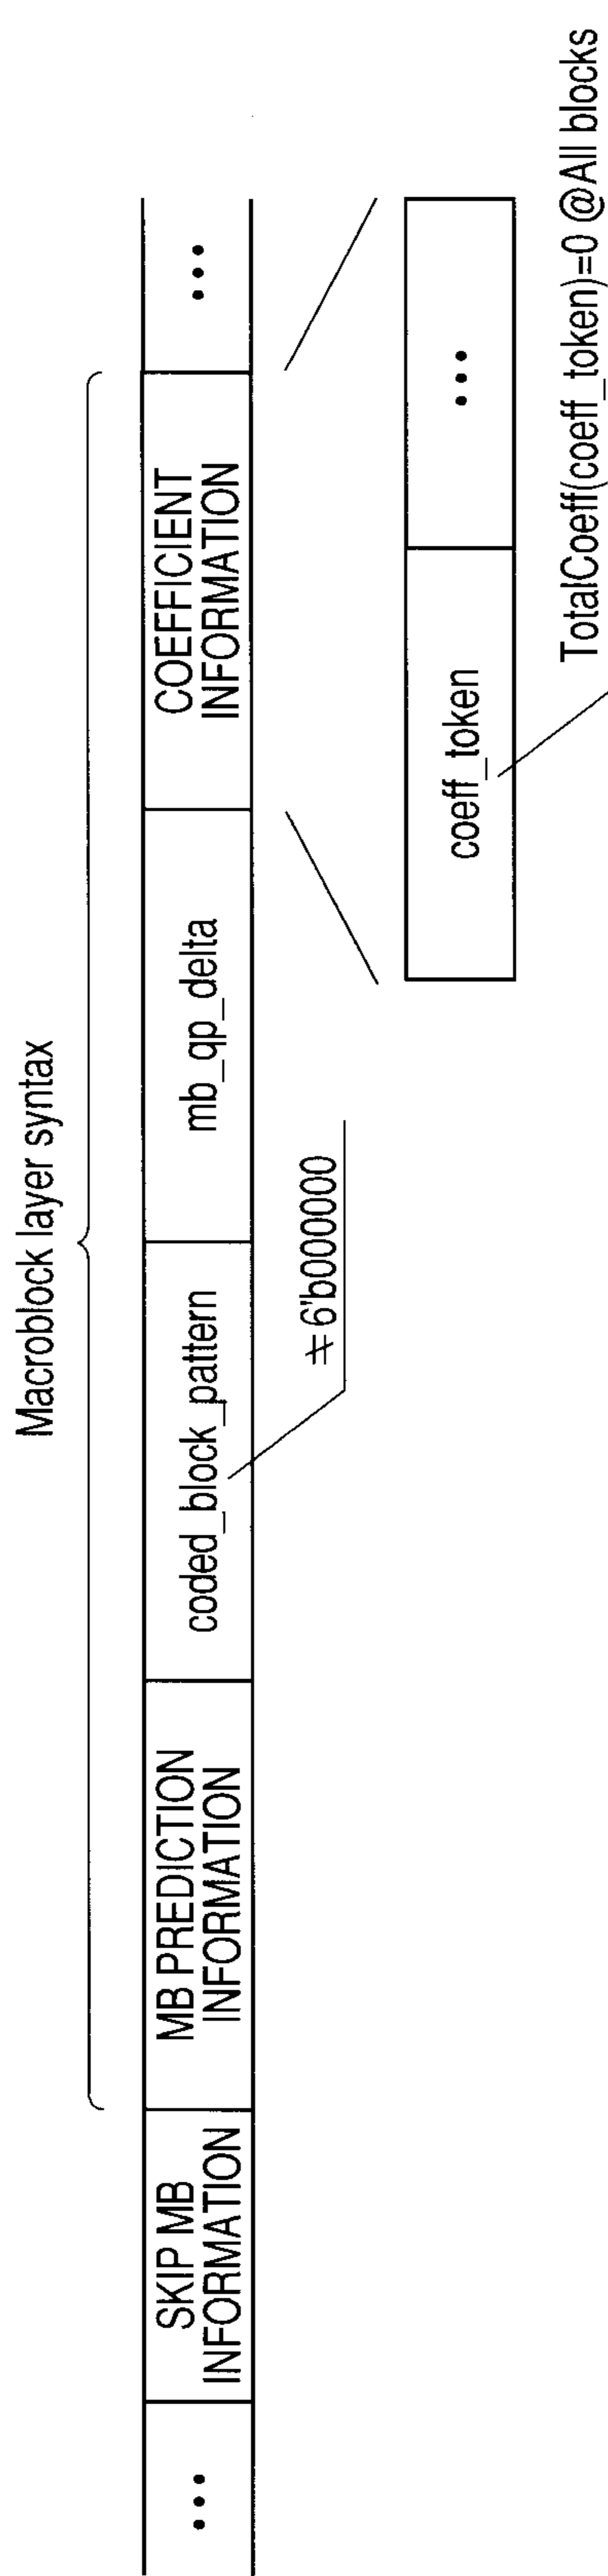 Macroblock layer syntax
•••
SKIP MB
INFORMATION
MB PREDICTION
INFORMATION
coded_block_pattern
mb_qp_delta
COEFFICIENT
INFORMATION
•••
≠ 6'b000000
coeff_token
•••
TotalCoeff(coeff_token)=0 @All blocks